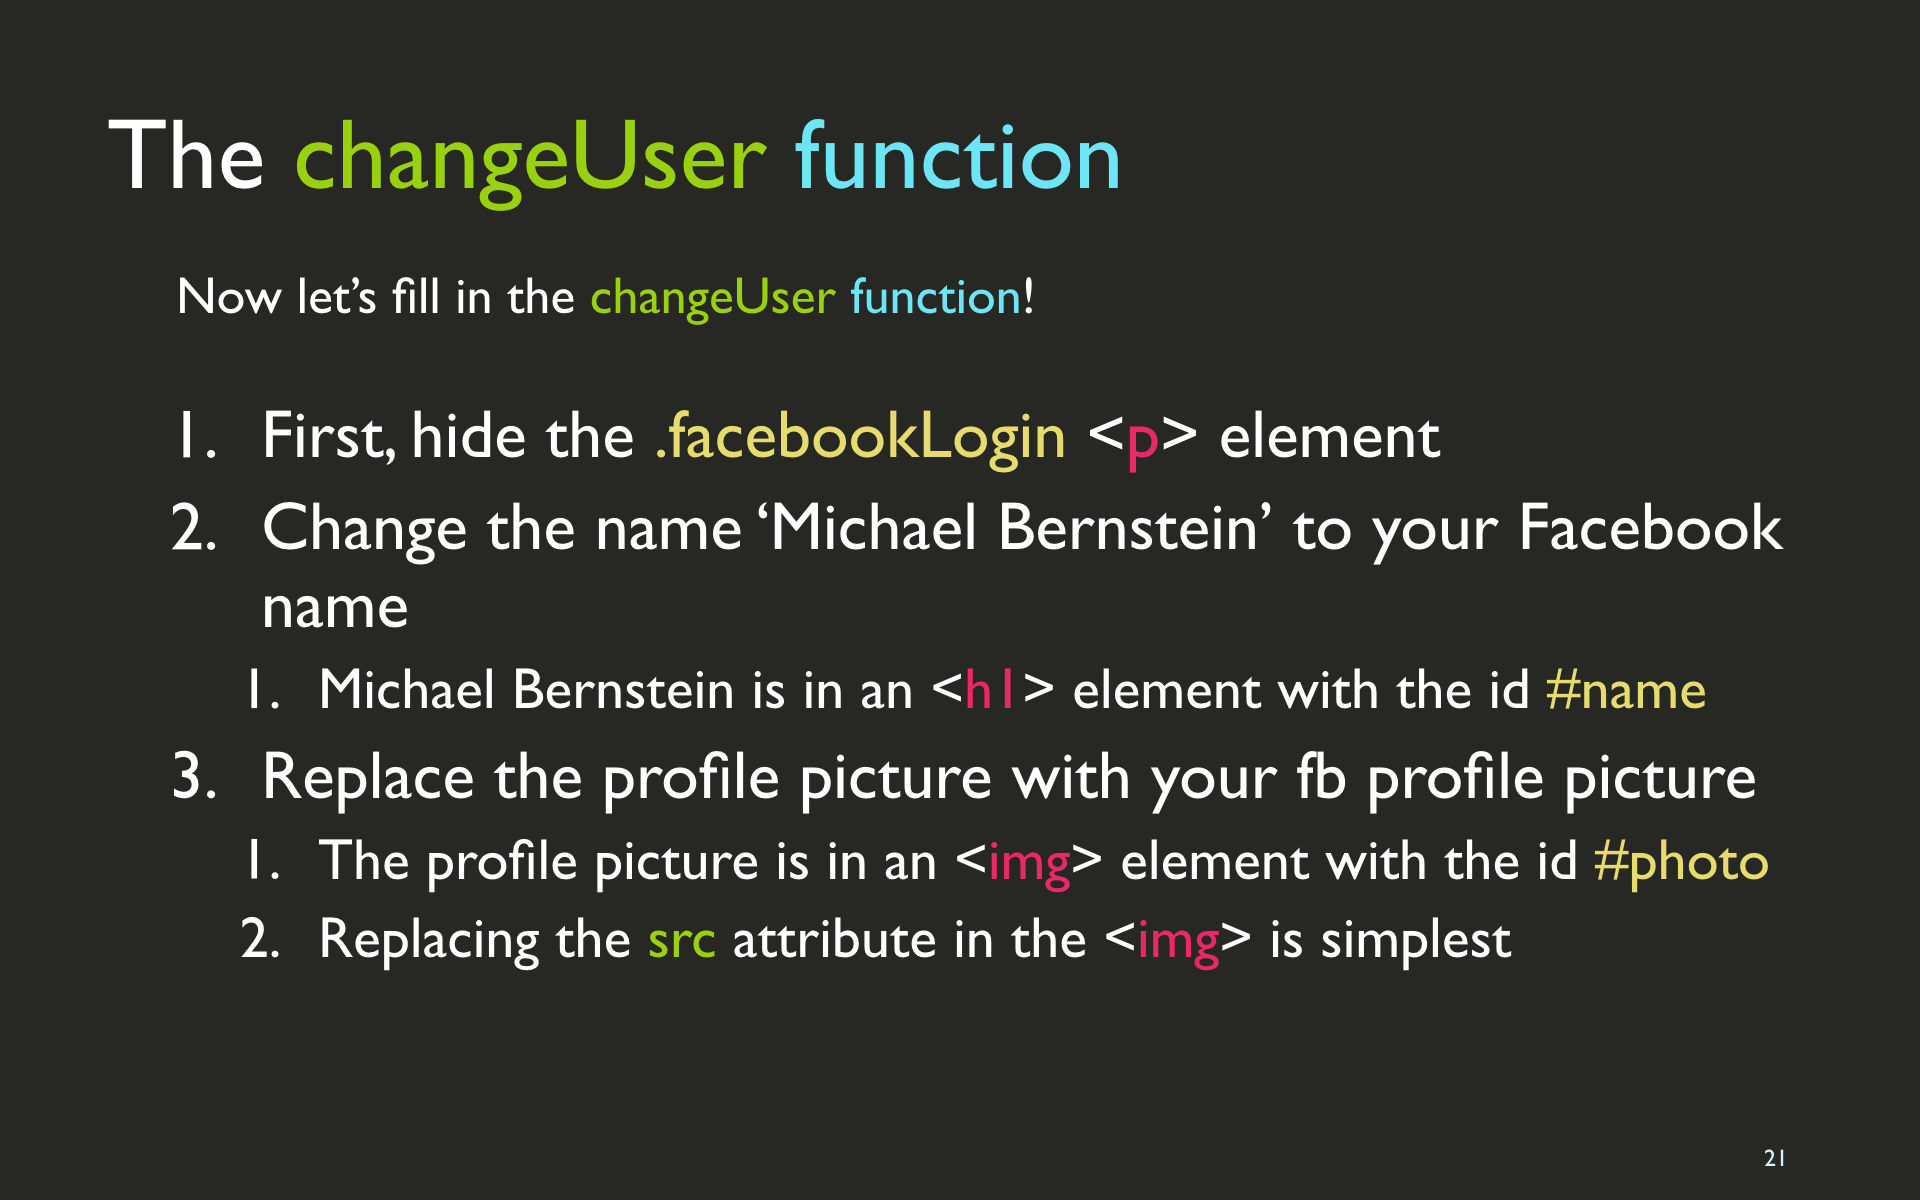 The changeUser function
Now let’s fill in the changeUser function!
1. First, hide the .facebookLogin <p> element
2. Change the name ‘Michael Bernstein’ to your Facebook
name
1. Michael Bernstein is in an <h1> element with the id #name
3. Replace the profile picture with your fb profile picture
1. The profile picture is in an <img> element with the id #photo
2. Replacing the src attribute in the <img> is simplest
21